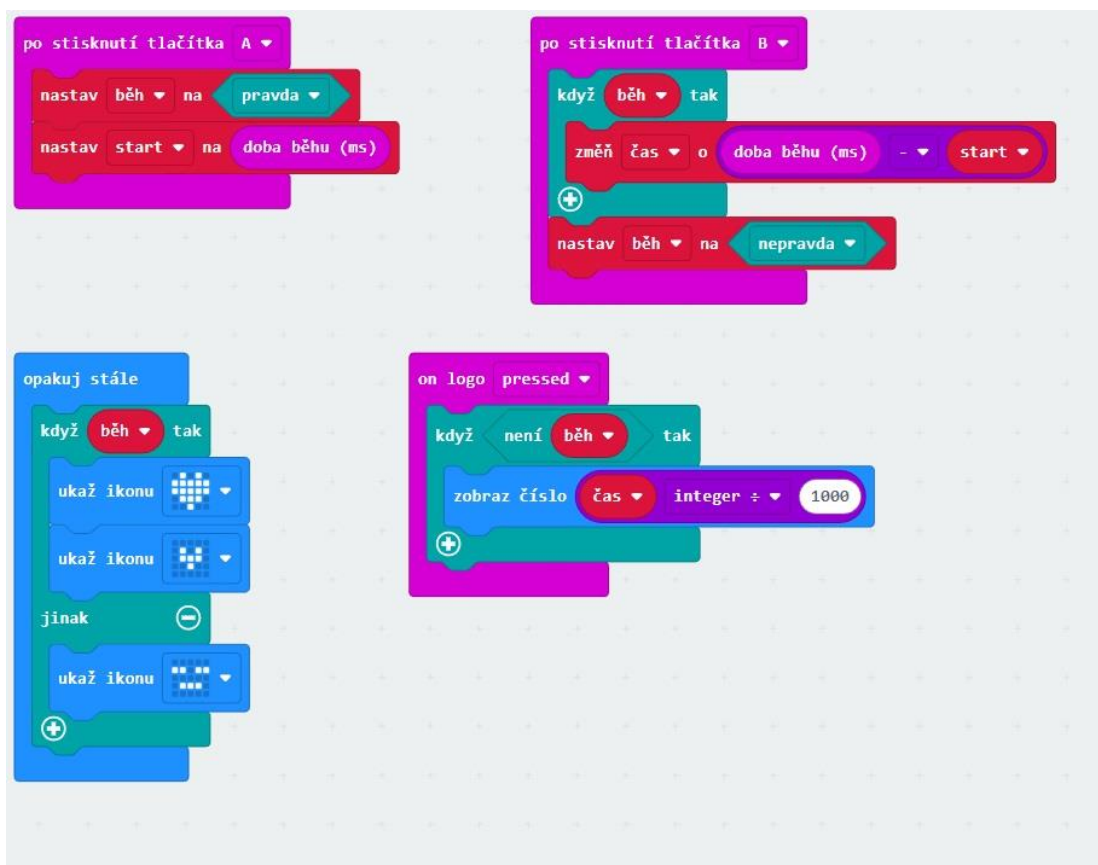 po stisknutí tlačítka A
nastav běh na pravda
nastav start na doba běhu (ms)
po stisknutí tlačítka B
když běh tak
změň čas o doba běhu (ms) - start
nastav běh na nepravda
opakuj stále
když běh tak
ukaž ikonu
ukaž ikonu
jinak
ukaž ikonu
on logo pressed
když není běh tak
zobraz číslo čas integer ÷ 1000